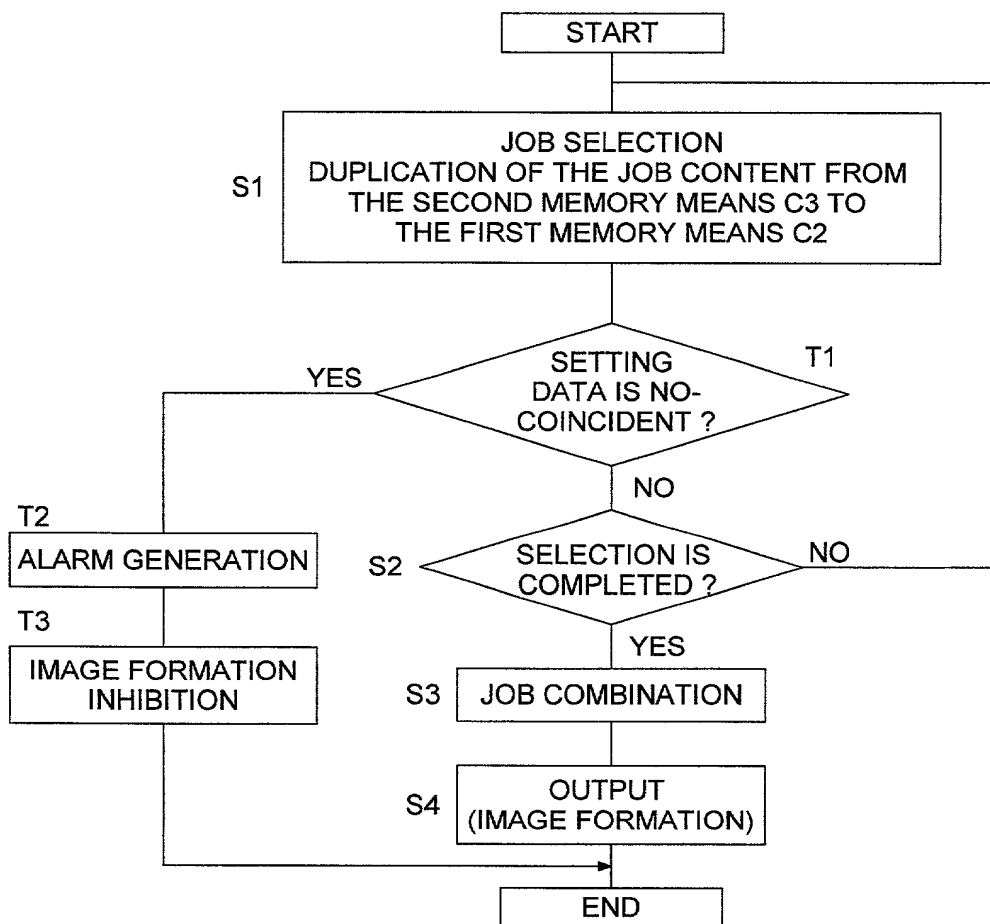 START
S1
JOB SELECTION
DUPLICATION OF THE JOB CONTENT FROM
THE SECOND MEMORY MEANS C3 TO
THE FIRST MEMORY MEANS C2
T1
SETTING
DATA IS NO-
COINCIDENT ?
YES
NO
T2
ALARM GENERATION
S2
SELECTION IS
COMPLETED ?
NO
YES
T3
IMAGE FORMATION
INHIBITION
S3
JOB COMBINATION
S4
OUTPUT
(IMAGE FORMATION)
END